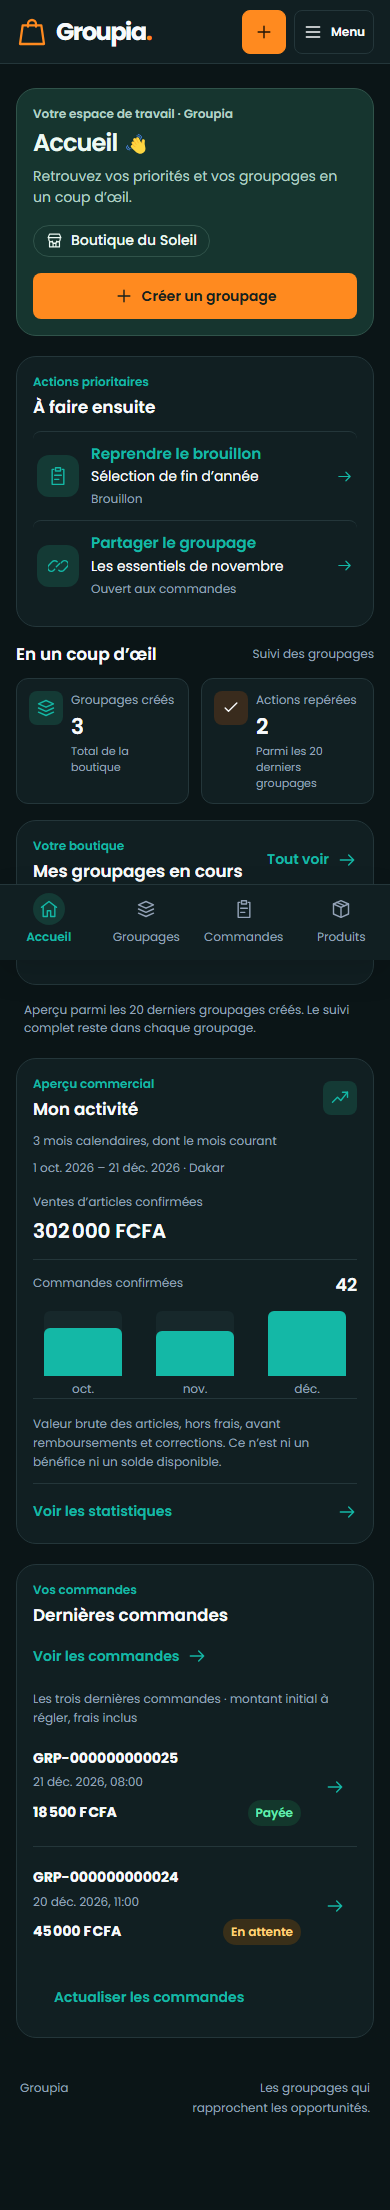 Groupia.
Menu
Votre espace de travail · Groupia
Accueil 👋
Retrouvez vos priorités et vos groupages en
un coup d’œil.
Boutique du Soleil
Créer un groupage
Actions prioritaires
À faire ensuite
Reprendre le brouillon
Sélection de fin d’année
Brouillon
Partager le groupage
Les essentiels de novembre
Ouvert aux commandes
En un coup d’œil
Suivi des groupages
Groupages créés
3
Total de la
boutique
Actions repérées
2
Parmi les 20
derniers
groupages
Votre boutique
Mes groupages en cours
Tout voir
Accueil
Groupages
Commandes
Produits
Aperçu parmi les 20 derniers groupages créés. Le suivi
complet reste dans chaque groupage.
Aperçu commercial
Mon activité
3 mois calendaires, dont le mois courant
1 oct. 2026 – 21 déc. 2026 · Dakar
Ventes d’articles confirmées
302 000 FCFA
Commandes confirmées
42
oct.
nov.
déc.
Valeur brute des articles, hors frais, avant
remboursements et corrections. Ce n’est ni un
bénéfice ni un solde disponible.
Voir les statistiques
Vos commandes
Dernières commandes
Voir les commandes
Les trois dernières commandes · montant initial à
régler, frais inclus
GRP-000000000025
21 déc. 2026, 08:00
18 500 FCFA
Payée
GRP-000000000024
20 déc. 2026, 11:00
45 000 FCFA
En attente
Actualiser les commandes
Groupia
Les groupages qui
rapprochent les opportunités.